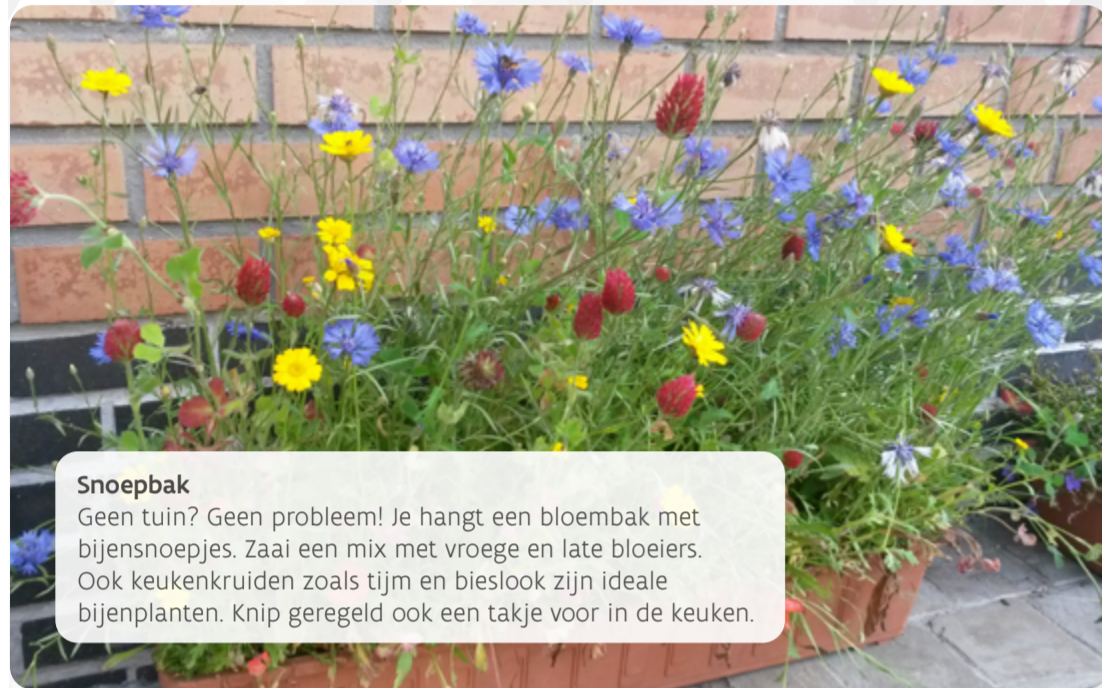 Snoepbak
Geen tuin? Geen probleem! Je hangt een bloembak met
bijensnoepjes. Zaai een mix met vroege en late bloeiers.
Ook keukenkruiden zoals tijm en bieslook zijn ideale
bijenplanten. Knip geregeld ook een takje voor in de keuken.